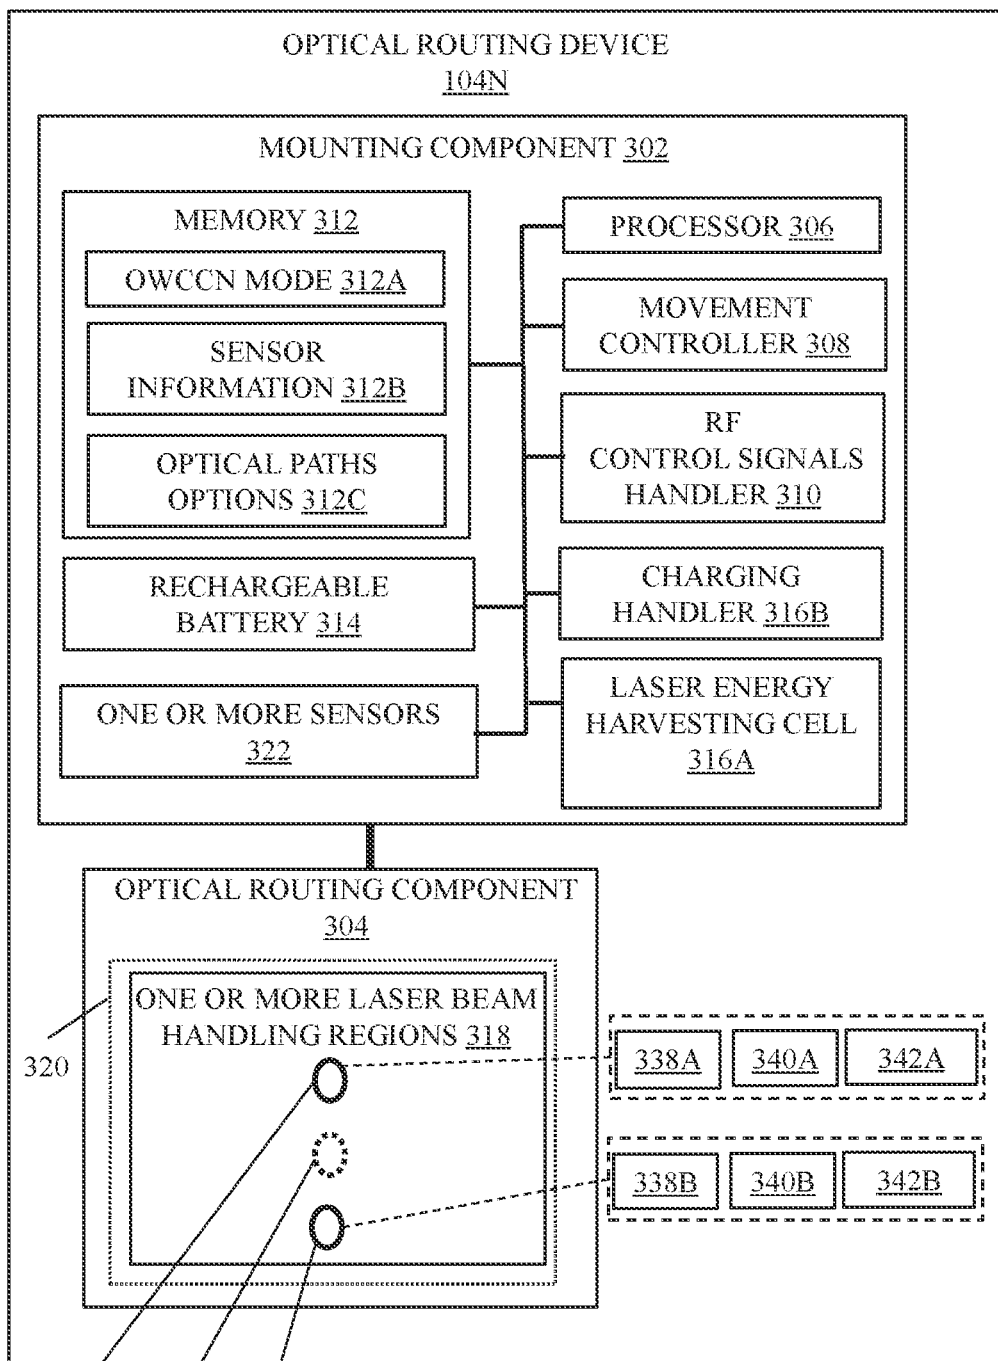 OPTICAL ROUTING DEVICE
104N
MOUNTING COMPONENT 302
MEMORY 312
OWCCN MODE 312A
SENSOR
INFORMATION 312B
OPTICAL PATHS
OPTIONS 312C
RECHARGEABLE
BATTERY 314
ONE OR MORE SENSORS
322
PROCESSOR 306
MOVEMENT
CONTROLLER 308
RF
CONTROL SIGNALS
HANDLER 310
CHARGING
HANDLER 316B
LASER ENERGY
HARVESTING CELL
316A
OPTICAL ROUTING COMPONENT
304
ONE OR MORE LASER BEAM
HANDLING REGIONS 318
320
338A 340A 342A
338B 340B 342B